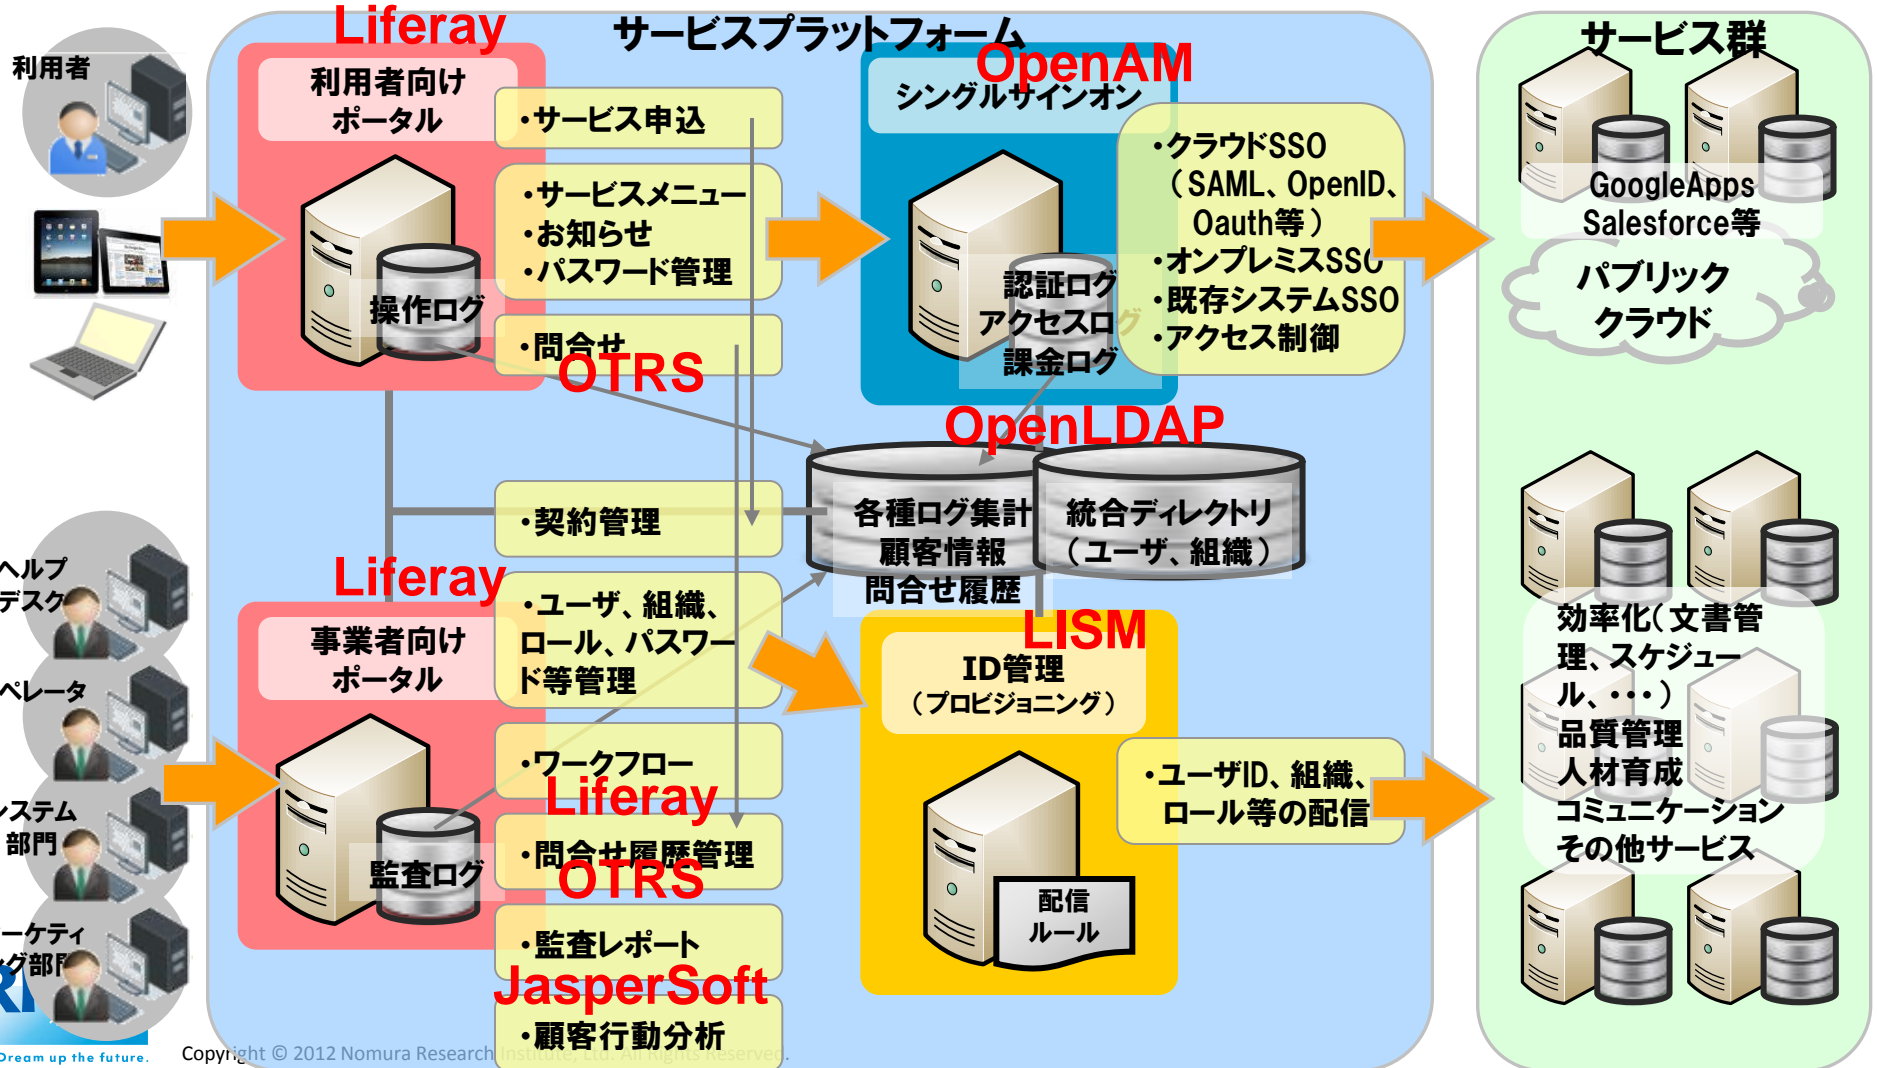 Liferay
サービスプラットフォーム
サービス群
利用者
利用者向け
ポータル
・サービス申込
・サービスメニュー
・お知らせ
・パスワード管理
・問合せ
OTRS
操作ログ
OpenAM
シングルサインオン
・クラウドSSO
（SAML、OpenID、
Oauth等）
・オンプレミスSSO
・既存システムSSO
・アクセス制御
認証ログ
アクセスログ
課金ログ
GoogleApps
Salesforce等
パブリック
クラウド
OpenLDAP
各種ログ集計
顧客情報
問合せ履歴
統合ディレクトリ
（ユーザ、組織）
・契約管理
Liferay
事業者向け
ポータル
・ユーザ、組織、
ロール、パスワー
ド等管理
・ワークフロー
Liferay
・問合せ履歴管理
OTRS
・監査レポート
JasperSoft
・顧客行動分析
監査ログ
LISM
ID管理
（プロビジョニング）
・ユーザID、組織、
ロール等の配信
配信
ルール
効率化（文書管
理、スケジュー
ル、・・・）
品質管理
人材育成
コミュニケーション
その他サービス
ヘルプ
デスク
ペレータ
ステム
部門
ーケティ
グ部門
Dream up the future.
Copyright © 2012 Nomura Research Institute, Ltd. All Rights Reserved.